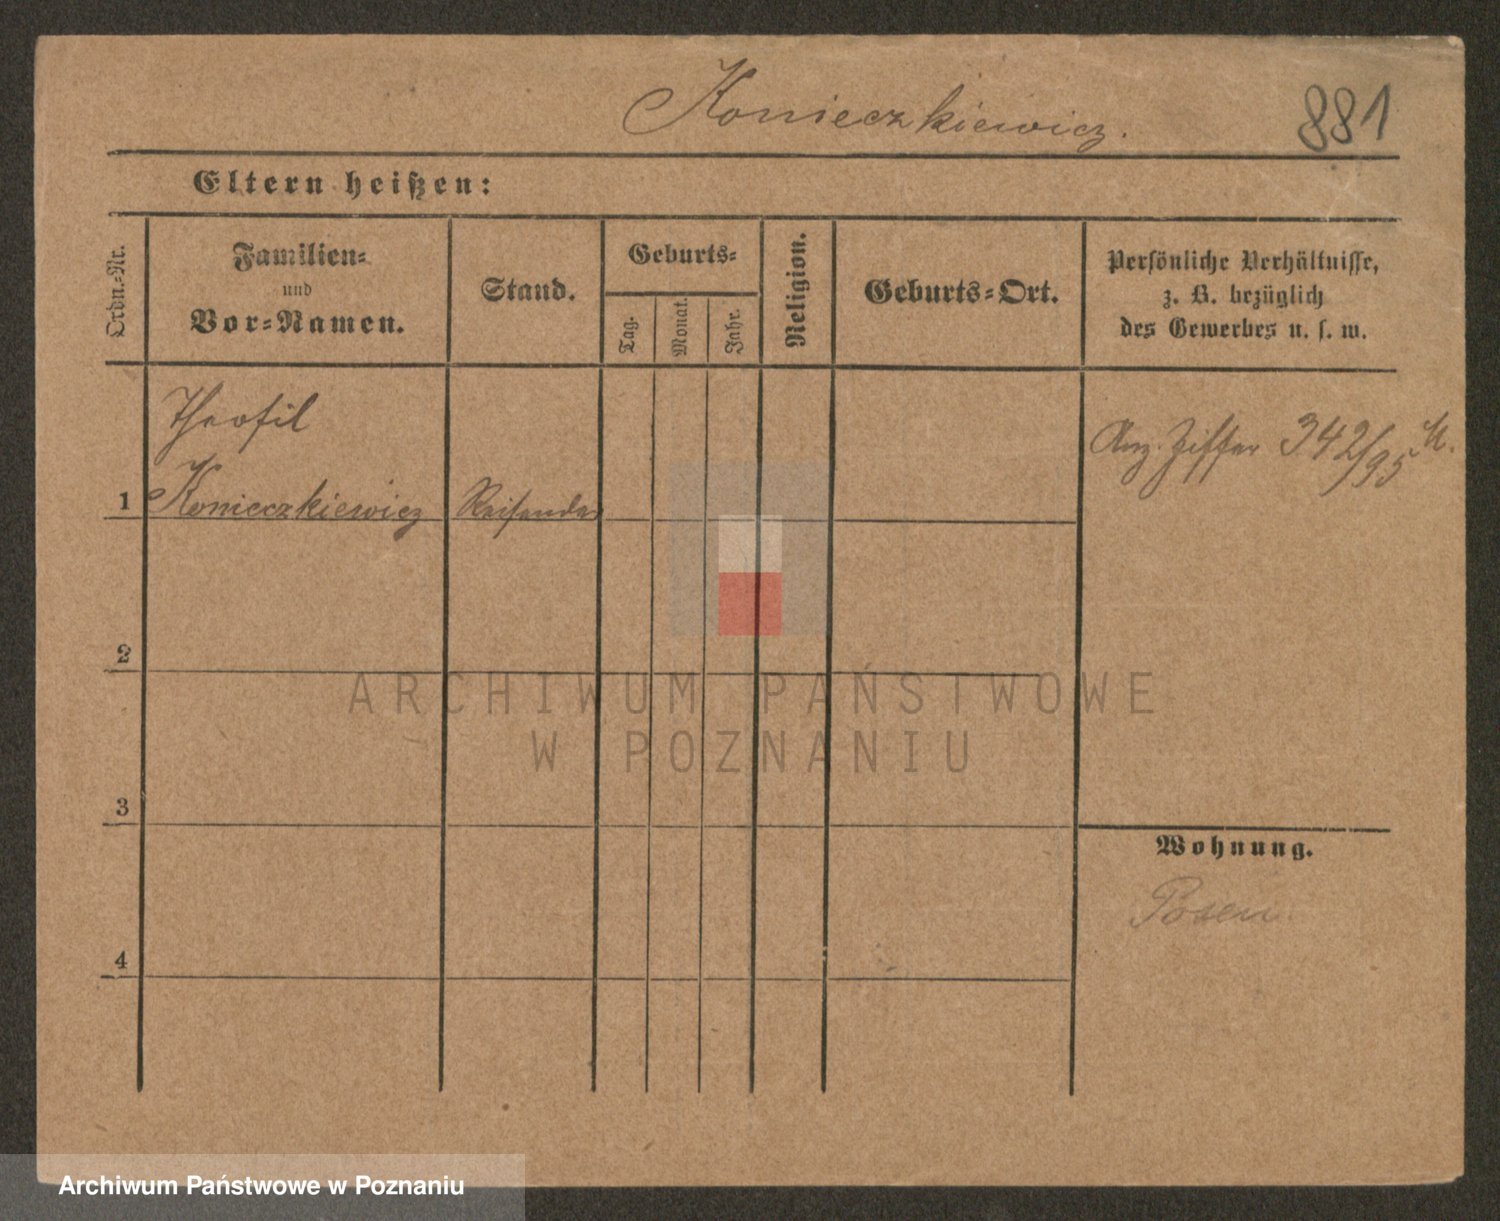 Konieczkiewicz.
881
Eltern heißen:
Ordn.-Nr.
Familien-
und
Vor-Namen.
Stand.
Geburts-
Tag.
Monat.
Jahr.
Religion.
Geburts-Ort.
Persönliche Verhältnisse,
z. B. bezüglich
des Gewerbes u. s. w.
Theofil
1 Konieczkiewicz Reisender
Anz. Ziffer 342/95
2
3
4
Wohnung.
Posen
ARCHIWUM PAŃSTWOWE
W POZNANIU
Archiwum Państwowe w Poznaniu